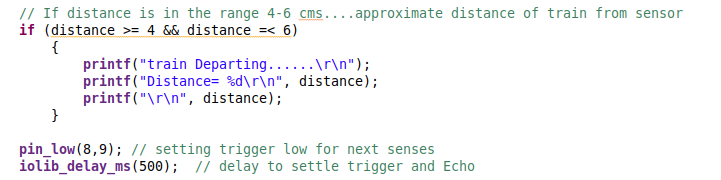 // If distance is in the range 4-6 cms....approximate distance of train from sensor
if (distance >= 4 && distance =< 6)
{
printf("train Departing......\r\n");
printf("Distance= %d\r\n", distance);
printf("\r\n", distance);
}
pin_low(8,9); // setting trigger low for next senses
iolib_delay_ms(500);  // delay to settle trigger and Echo